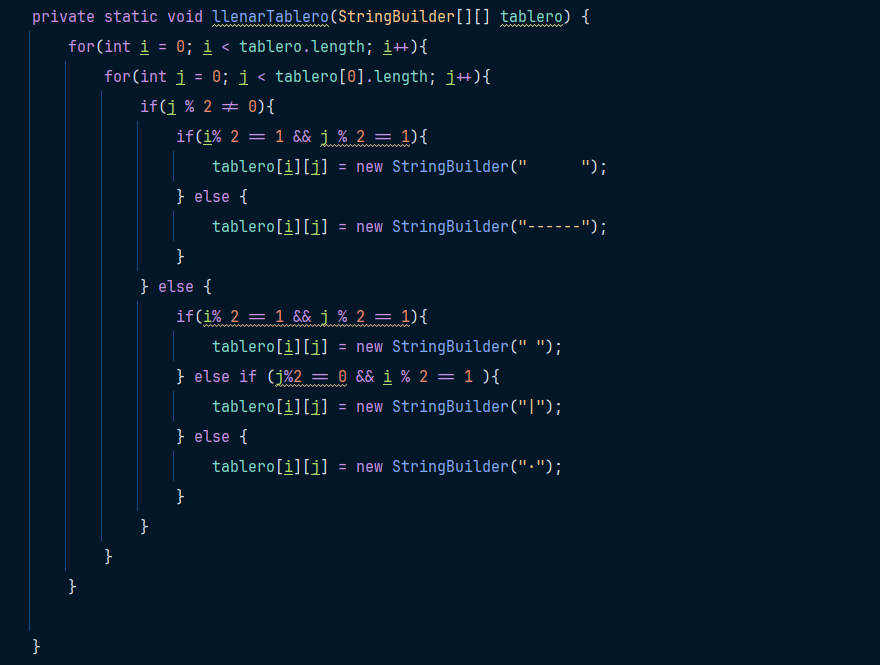 private static void llenarTablero(StringBuilder[][] tablero) {
    for(int i = 0; i < tablero.length; i++){
        for(int j = 0; j < tablero[0].length; j++){
            if(j % 2 != 0){
                if(i% 2 == 1 && j % 2 == 1){
                    tablero[i][j] = new StringBuilder("      ");
                } else {
                    tablero[i][j] = new StringBuilder("------");
                }
            } else {
                if(i% 2 == 1 && j % 2 == 1){
                    tablero[i][j] = new StringBuilder(" ");
                } else if (j%2 == 0 && i % 2 == 1 ){
                    tablero[i][j] = new StringBuilder("|");
                } else {
                    tablero[i][j] = new StringBuilder("·");
                }
            }
        }
    }
}